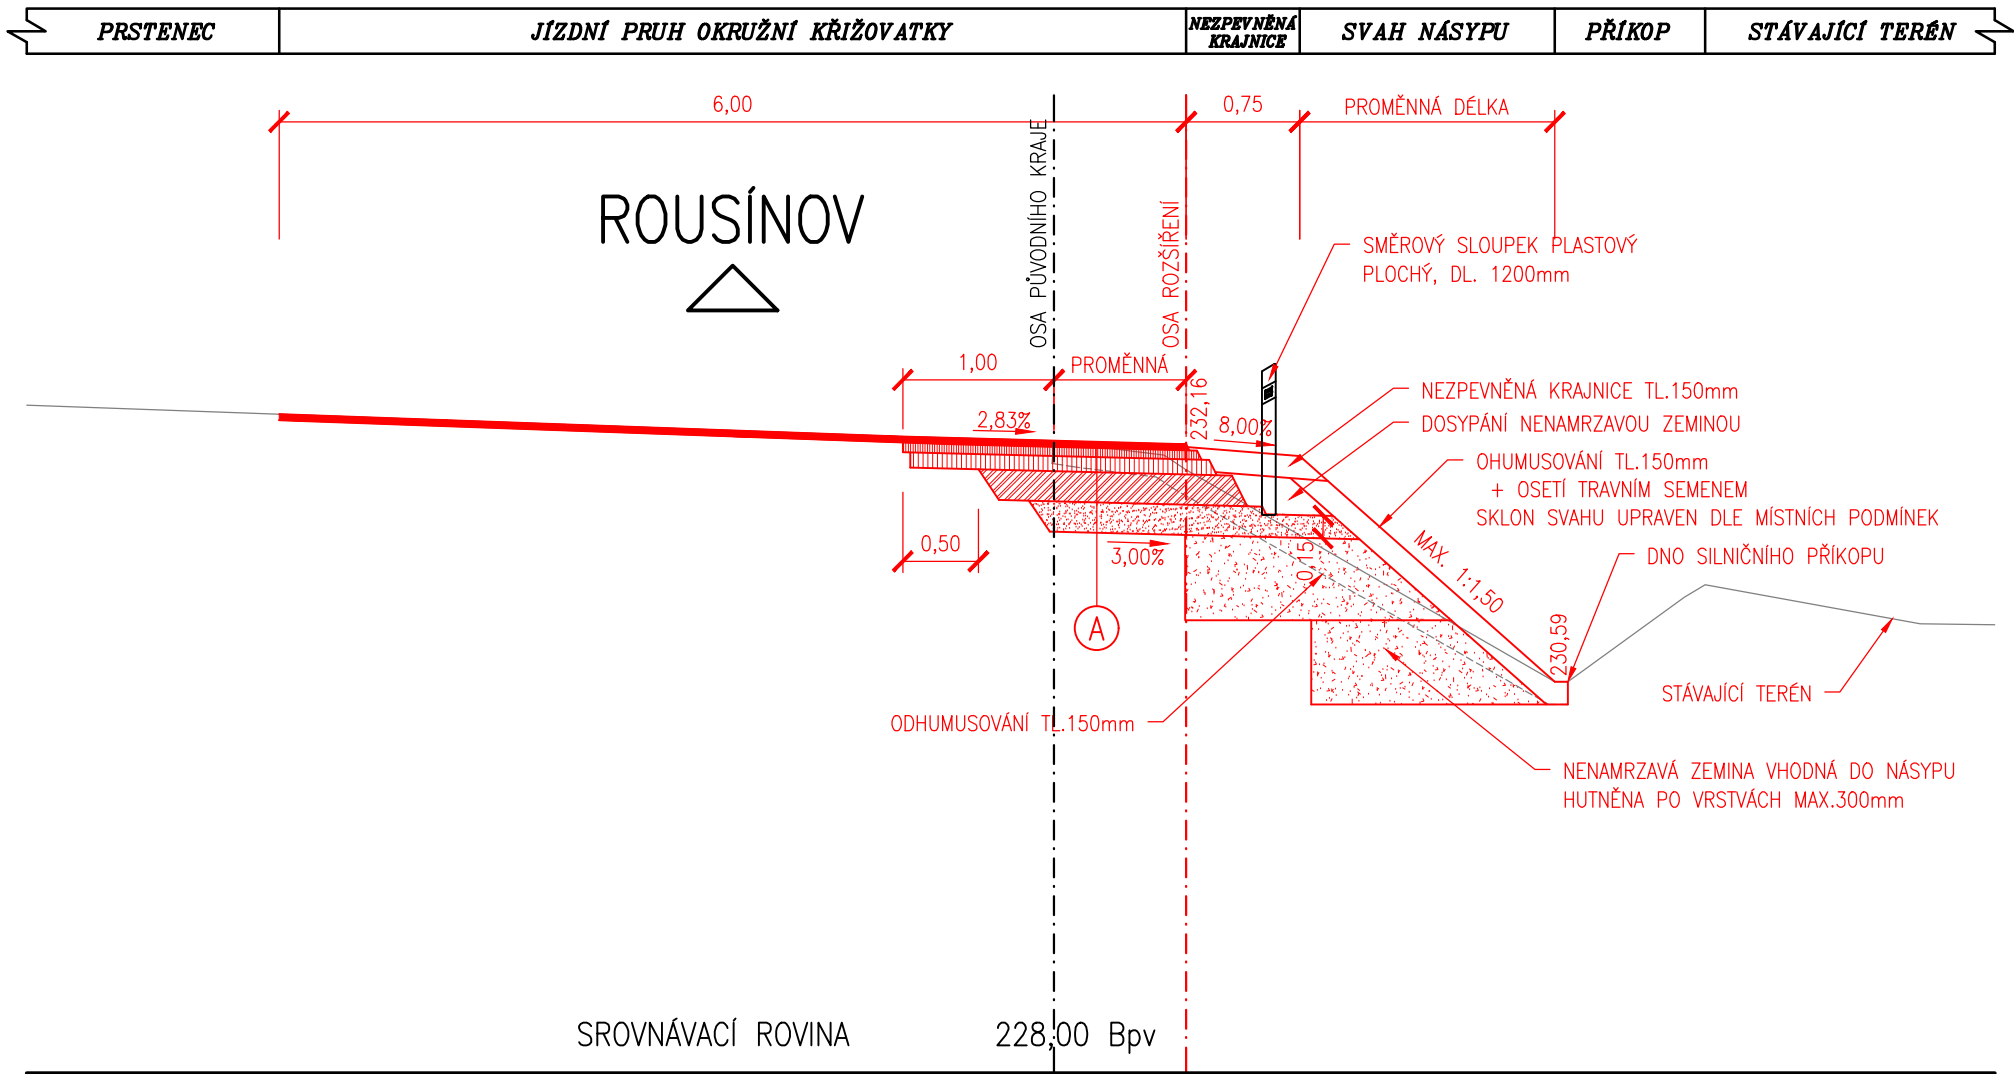 PRSTENEC
JÍZDNÍ PRUH OKRUŽNÍ KŘIŽOVATKY
NEZPEVNĚNÁ
KRAJNICE
SVAH NÁSYPU
PŘÍKOP
STÁVAJÍCÍ TERÉN
6,00
0,75
PROMĚNNÁ DÉLKA
OSA PŮVODNÍHO KRAJE
OSA ROZŠÍŘENÍ
ROUSÍNOV
SMĚROVÝ SLOUPEK PLASTOVÝ
PLOCHÝ, DL. 1200mm
1,00
PROMĚNNÁ
232,16
2,83%
8,00%
NEZPEVNĚNÁ KRAJNICE TL.150mm
DOSYPÁNÍ NENAMRZAVOU ZEMINOU
OHUMUSOVÁNÍ TL.150mm
+ OSETÍ TRAVNÍM SEMENEM
SKLON SVAHU UPRAVEN DLE MÍSTNÍCH PODMÍNEK
0,50
3,00%
0,15
MAX. 1:1,50
DNO SILNIČNÍHO PŘÍKOPU
A
230,59
STÁVAJÍCÍ TERÉN
ODHUMUSOVÁNÍ TL.150mm
NENAMRZAVÁ ZEMINA VHODNÁ DO NÁSYPU
HUTNĚNA PO VRSTVÁCH MAX.300mm
SROVNÁVACÍ ROVINA 228,00 Bpv